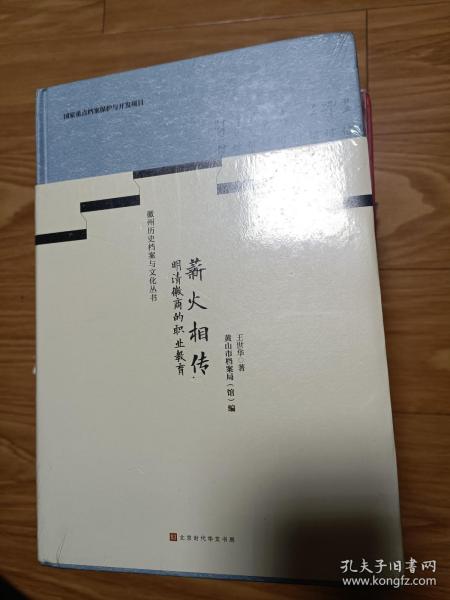 国家重点档案保护与开发项目
徽州历史档案与文化丛书
薪火相传·
明清徽商的职业教育
王世华◎著
黄山市档案局（馆）编
北京时代华文书局
孔夫子旧书网
www.kongfz.com